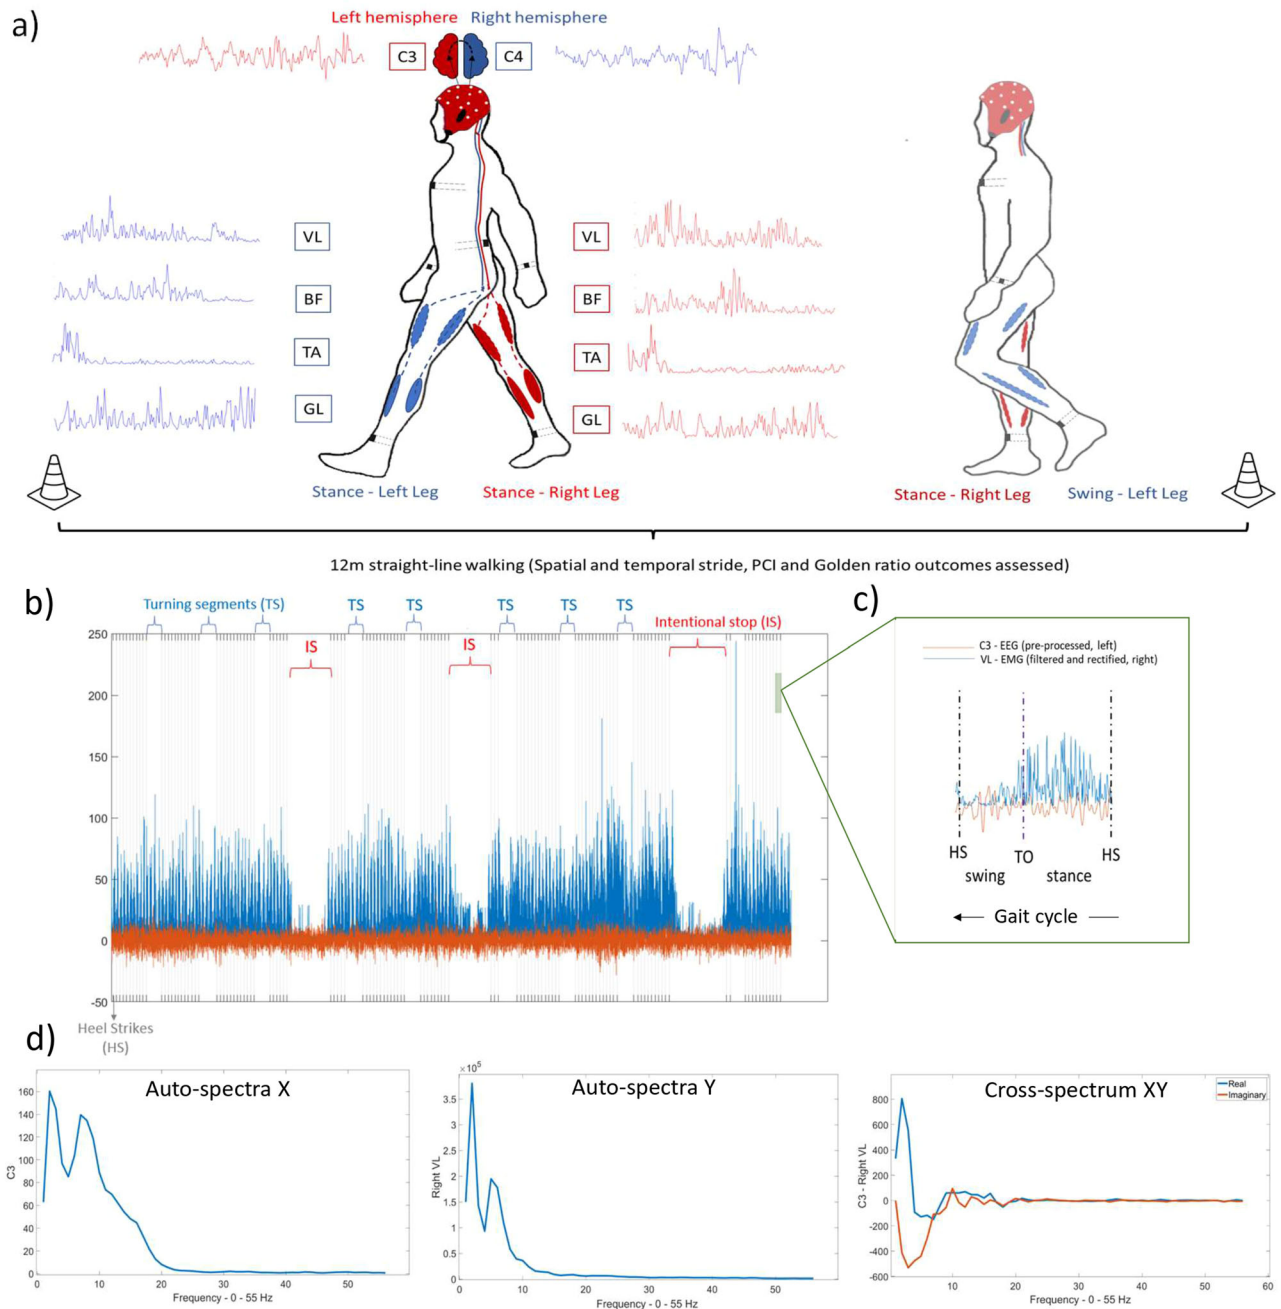 a)
Left hemisphere Right hemisphere
C3 C4
VL VL
BF BF
TA TA
GL GL
Stance - Left Leg Stance - Right Leg Stance - Right Leg Swing - Left Leg
12m straight-line walking (Spatial and temporal stride, PCI and Golden ratio outcomes assessed)
b)
Turning segments (TS) TS TS TS TS TS
IS IS Intentional stop (IS)
250
200
150
100
50
0
-50
Heel Strikes
(HS)
c)
C3 - EEG (pre-processed, left)
VL - EMG (filtered and rectified, right)
HS TO HS
swing stance
Gait cycle
d)
Auto-spectra X
C3
160
140
120
100
80
60
40
20
0
0 10 20 30 40 50
Frequency - 0 - 55 Hz
Auto-spectra Y
×10⁵
Right VL
3.5
3
2.5
2
1.5
1
0.5
0
0 10 20 30 40 50
Frequency - 0 - 55 Hz
Cross-spectrum XY
Real
Imaginary
C3 - Right VL
800
600
400
200
0
-200
-400
-600
10 20 30 40 50 60
Frequency - 0 - 55 Hz